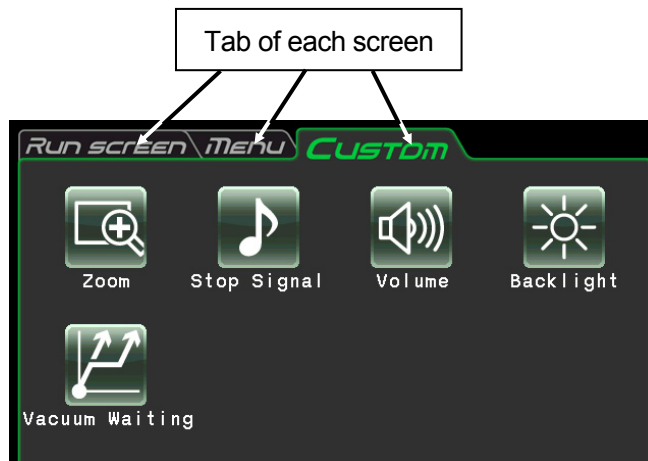 Tab of each screen
Run screen Menu Custom
Zoom Stop Signal Volume Backlight
Vacuum Waiting